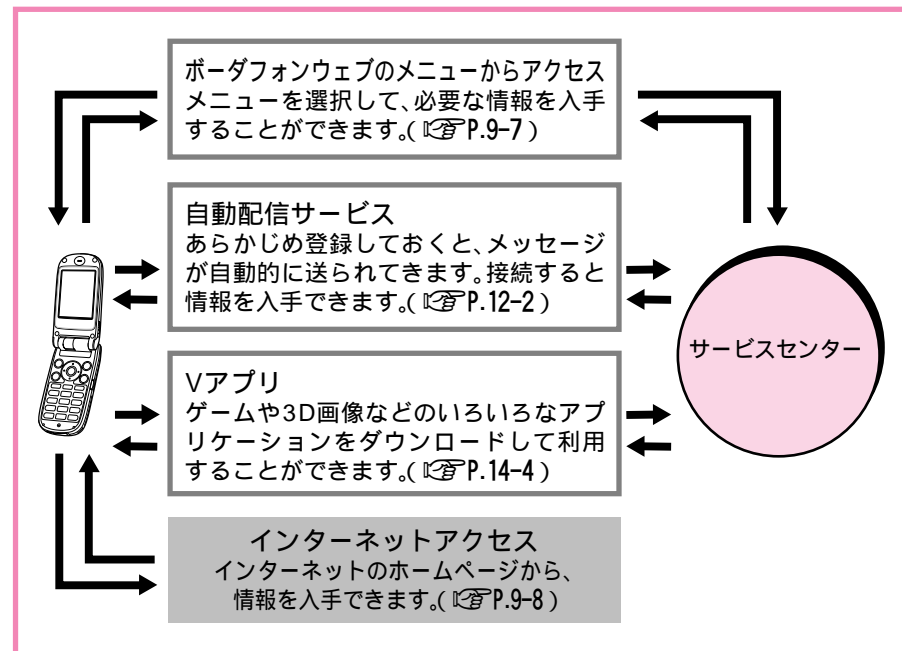 ボーダフォンウェブのメニューからアクセス
メニューを選択して、必要な情報を入手
することができます。(☞P.9-7)
自動配信サービス
あらかじめ登録しておくと、メッセージ
が自動的に送られてきます。接続すると
情報を入手できます。(☞P.12-2)
Vアプリ
ゲームや3D画像などのいろいろなアプ
リケーションをダウンロードして利用
することができます。(☞P.14-4)
インターネットアクセス
インターネットのホームページから、
情報を入手できます。(☞P.9-8)
サービスセンター